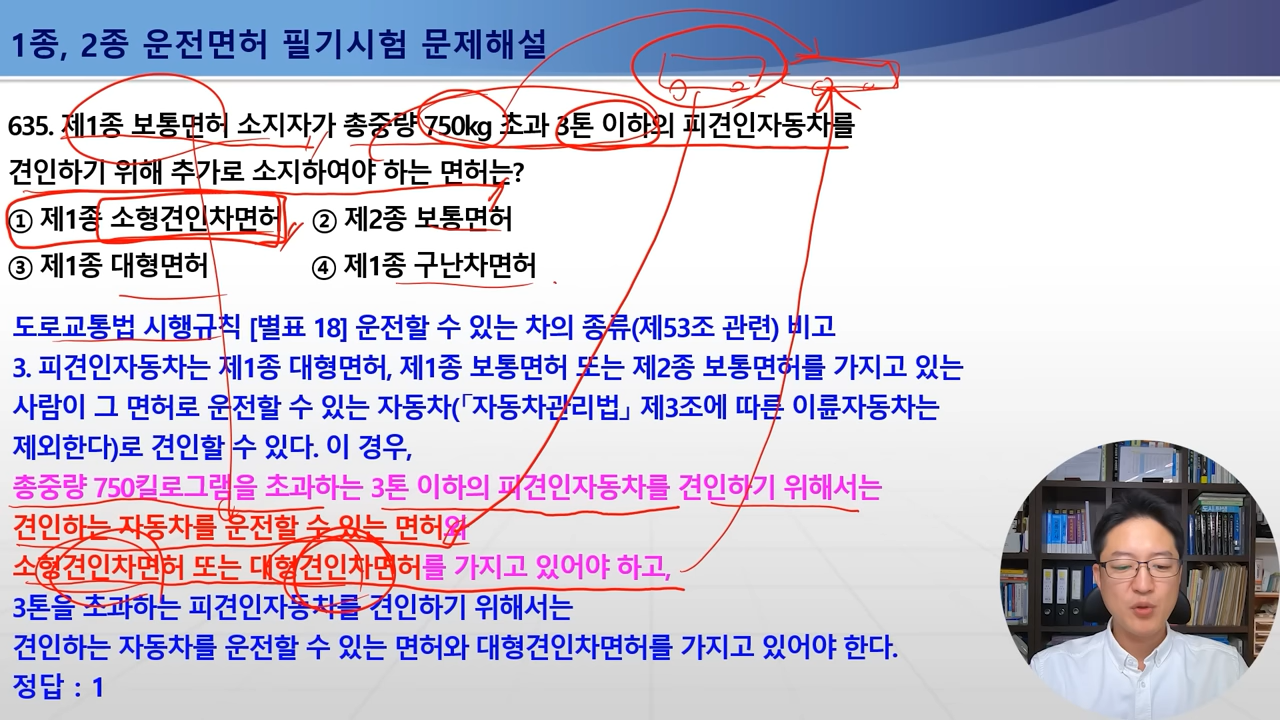 1종, 2종 운전면허 필기시험 문제해설
635. 제1종 보통면허 소지자가 총중량 750kg 초과 3톤 이하의 피견인자동차를
견인하기 위해 추가로 소지하여야 하는 면허는?
① 제1종 소형견인차면허 ② 제2종 보통면허
③ 제1종 대형면허 ④ 제1종 구난차면허
도로교통법 시행규칙 [별표 18] 운전할 수 있는 차의 종류(제53조 관련) 비고
3. 피견인자동차는 제1종 대형면허, 제1종 보통면허 또는 제2종 보통면허를 가지고 있는
사람이 그 면허로 운전할 수 있는 자동차(「자동차관리법」 제3조에 따른 이륜자동차는
제외한다)로 견인할 수 있다. 이 경우,
총중량 750킬로그램을 초과하는 3톤 이하의 피견인자동차를 견인하기 위해서는
견인하는 자동차를 운전할 수 있는 면허와
소형견인차면허 또는 대형견인차면허를 가지고 있어야 하고,
3톤을 초과하는 피견인자동차를 견인하기 위해서는
견인하는 자동차를 운전할 수 있는 면허와 대형견인차면허를 가지고 있어야 한다.
정답 : 1